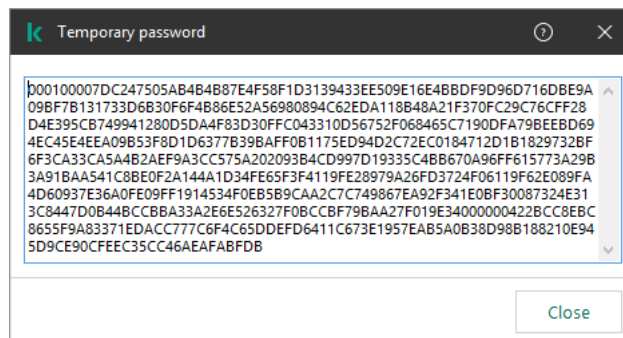 Temporary password
000100007DC247505AB4B4B87E4F58F1D3139433EE509E16E4BBDF9D96D716DBE9A
09BF7B131733D6B30F6F4B86E52A56980894C62EDA118B48A21F370FC29C76CFF28
D4E395CB749941280D5DA4F83D30FFC043310D56752F068465C7190DFA79BEEBD69
4EC45E4EEA09B53F8D1D6377B39BAFF0B1175ED94D2C72EC0184712D1B1829732BF
6F3CA33CA5A4B2AEF9A3CC575A202093B4CD997D19335C4BB670A96FF615773A29B
3A91BAA541C8BE0F2A144A1D34FE65F3F4119FE28979A26FD3724F06119F62E089FA
4D60937E36A0FE09FF1914534F0EB5B9CAA2C7C749867EA92F341E0BF30087324E31
3C8447D0B44BCCBBA33A2E6E526327F0BCCBF79BAA27F019E34000000422BCC8EBC
8655F9A83371EDACC777C6F4C65DDEFD6411C673E1957EAB5A0B38D98B188210E94
5D9CE90CFEEC35CC46AEAFABFDB
Close